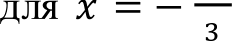 для x = − —
3